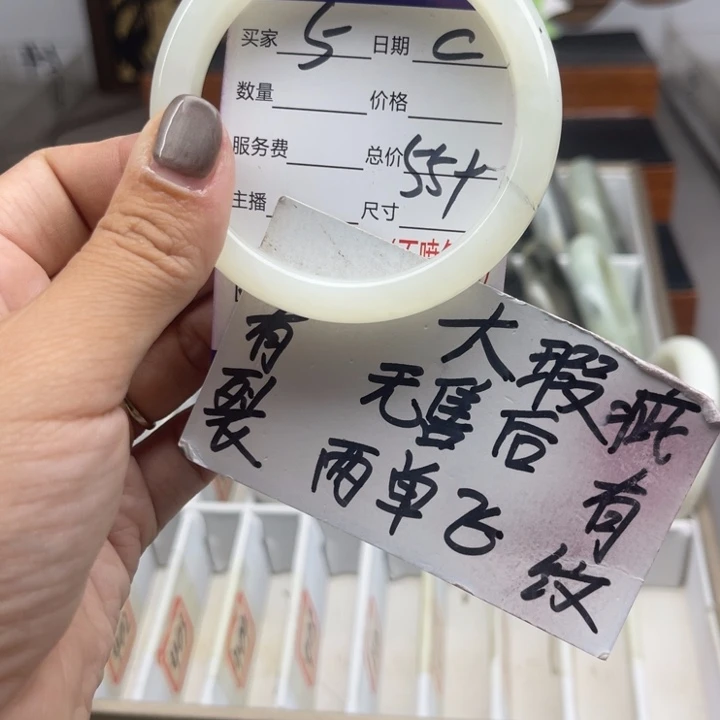 买家 5 日期 C
数量 价格
服务费 总价 55+
主播 尺寸
有裂
大瑕疵有纹
无售后
两单飞